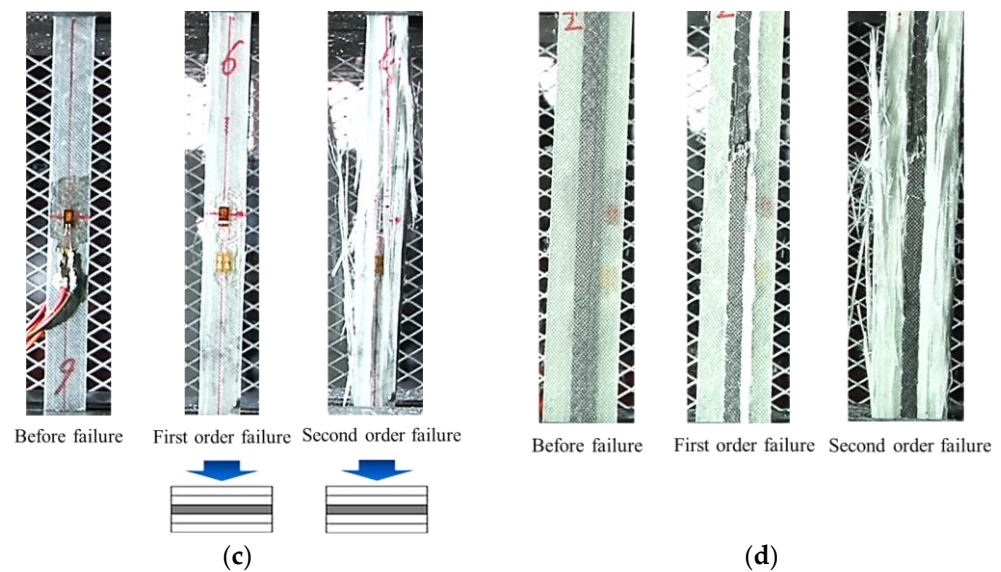 6
9
2
2
Before failure
First order failure
Second order failure
Before failure
First order failure
Second order failure
(c)
(d)